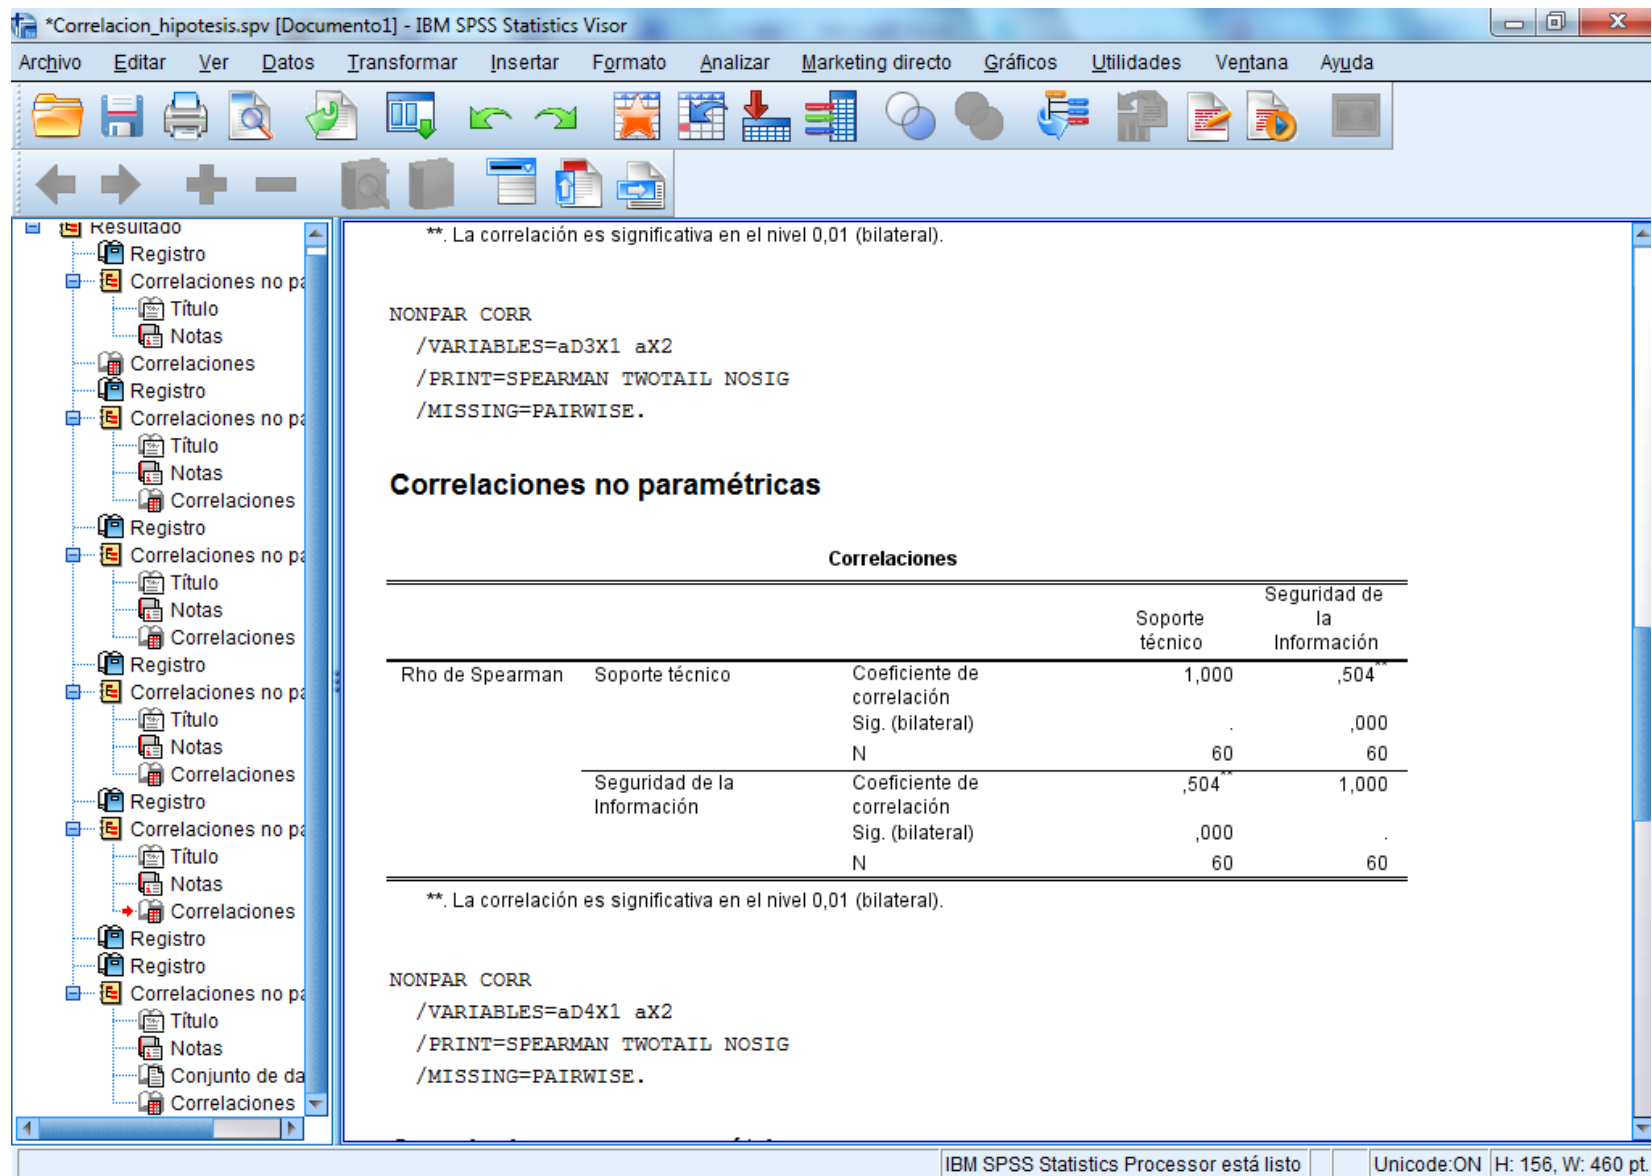 *Correlacion_hipotesis.spv [Documento1] - IBM SPSS Statistics Visor
Archivo Editar Ver Datos Transformar Insertar Formato Analizar Marketing directo Gráficos Utilidades Ventana Ayuda
Resultado
Registro
Correlaciones no pa
Título
Notas
Correlaciones
Registro
Correlaciones no pa
Título
Notas
Correlaciones
Registro
Correlaciones no pa
Título
Notas
Correlaciones
Registro
Correlaciones no pa
Título
Notas
Correlaciones
Registro
Correlaciones no pa
Título
Notas
Correlaciones
Registro
Registro
Correlaciones no pa
Título
Notas
Conjunto de da
Correlaciones
**. La correlación es significativa en el nivel 0,01 (bilateral).
NONPAR CORR
/VARIABLES=aD3X1 aX2
/PRINT=SPEARMAN TWOTAIL NOSIG
/MISSING=PAIRWISE.
Correlaciones no paramétricas
Correlaciones
Soporte técnico
Seguridad de la Información
Rho de Spearman Soporte técnico Coeficiente de correlación 1,000 ,504**
Sig. (bilateral) . ,000
N 60 60
Seguridad de la Información Coeficiente de correlación ,504** 1,000
Sig. (bilateral) ,000 .
N 60 60
**. La correlación es significativa en el nivel 0,01 (bilateral).
NONPAR CORR
/VARIABLES=aD4X1 aX2
/PRINT=SPEARMAN TWOTAIL NOSIG
/MISSING=PAIRWISE.
IBM SPSS Statistics Processor está listo Unicode:ON H: 156, W: 460 pt